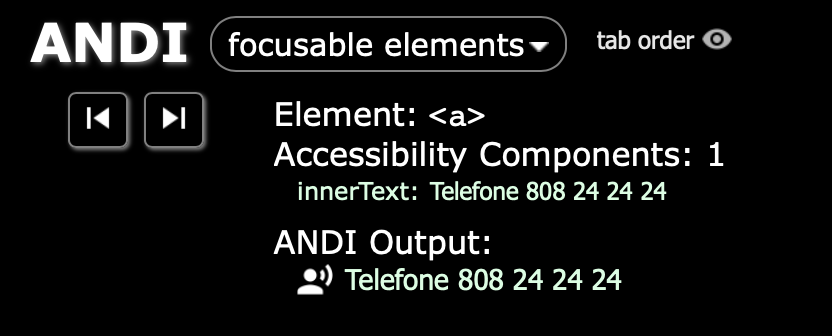 ANDI focusable elements tab order
Element: <a>
Accessibility Components: 1
innerText: Telefone 808 24 24 24
ANDI Output:
Telefone 808 24 24 24